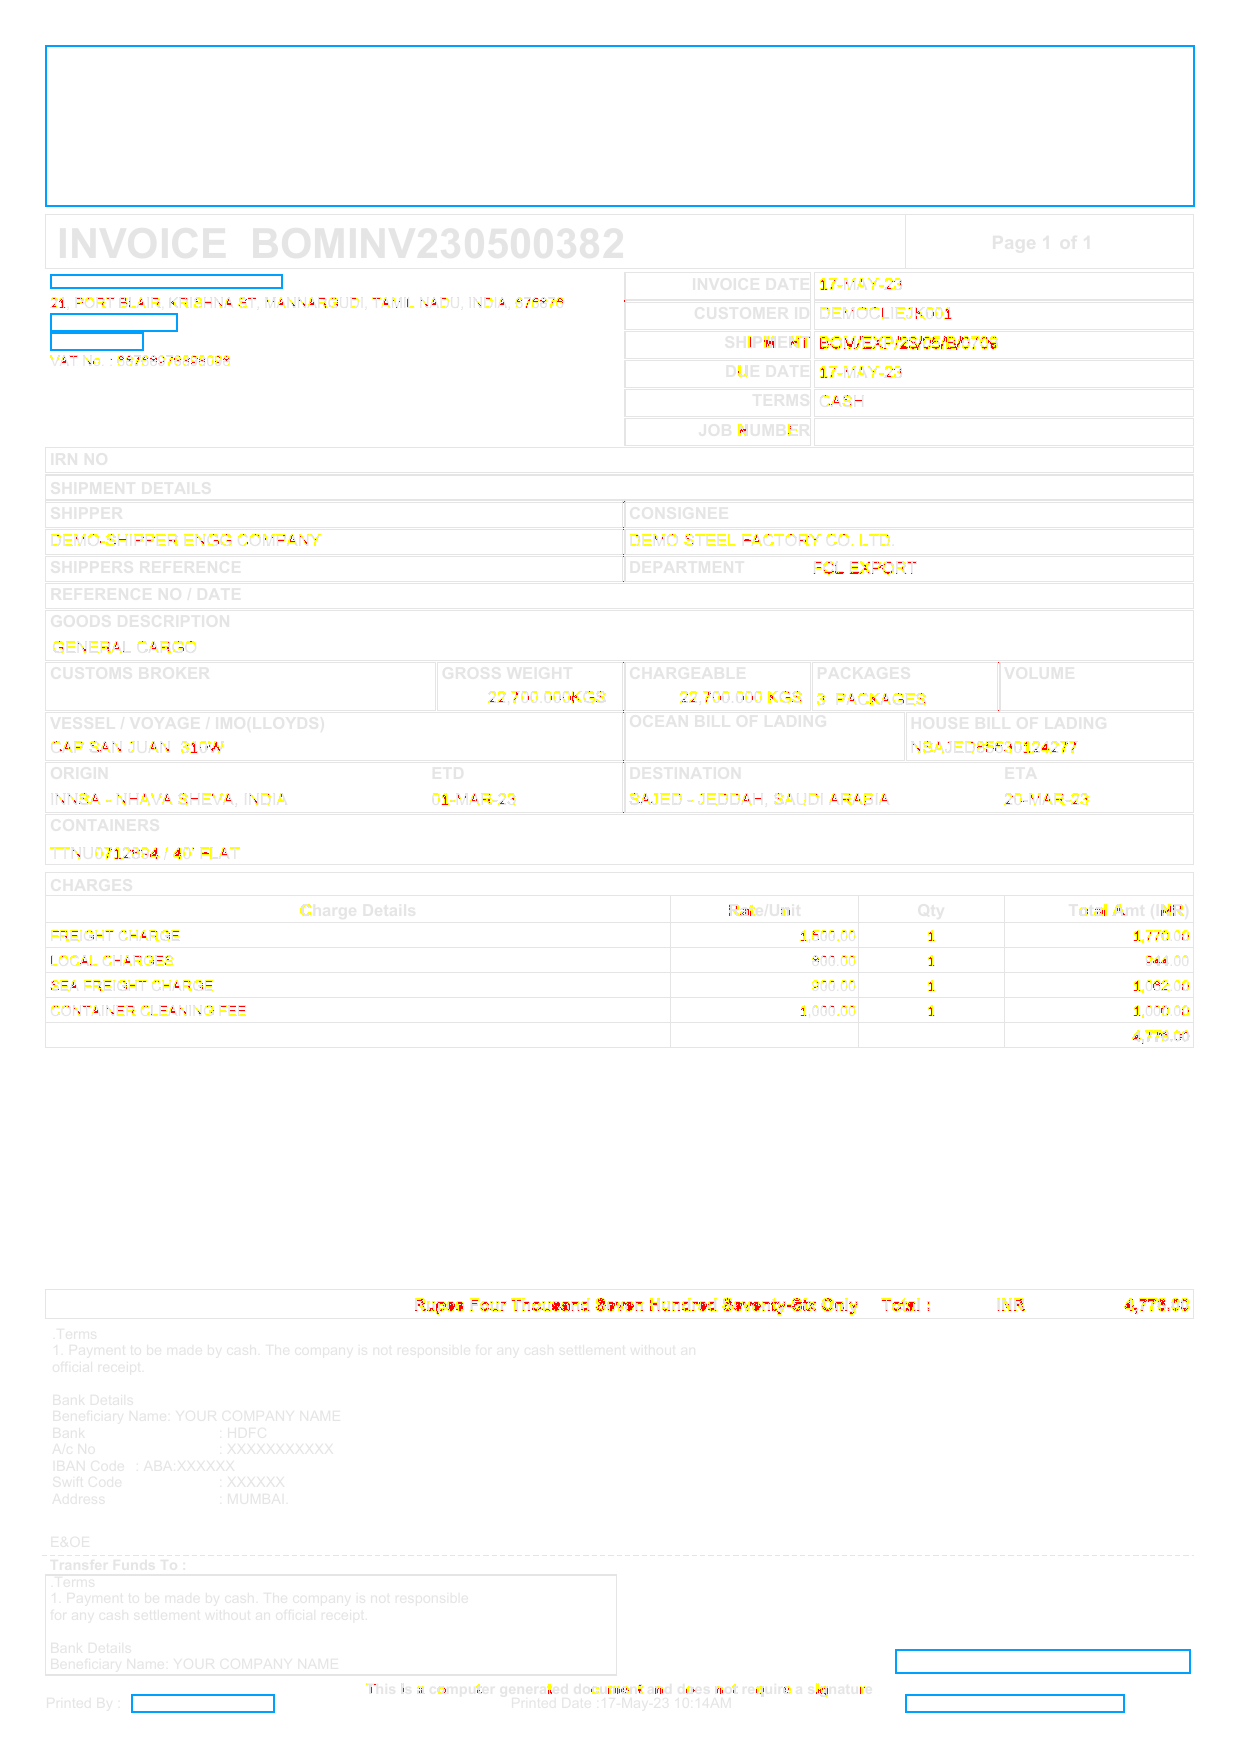 INVOICE BOMINV230500382
Page 1 of 1
INVOICE DATE 17-MAY-23
21, PORT BLAIR, KRISHNA ST, MANNARGUDI, TAMIL NADU, INDIA, 676676
CUSTOMER ID DEMOCLIEJK001
SHIPMENT BOM/EXP/23/05/B/0709
VAT No. :
DUE DATE 17-MAY-23
TERMS CASH
JOB NUMBER
IRN NO
SHIPMENT DETAILS
SHIPPER CONSIGNEE
DEMO-SHIPPER ENGG COMPANY DEMO STEEL FACTORY CO. LTD.
SHIPPERS REFERENCE DEPARTMENT FCL EXPORT
REFERENCE NO / DATE
GOODS DESCRIPTION
GENERAL CARGO
CUSTOMS BROKER GROSS WEIGHT CHARGEABLE PACKAGES VOLUME
22,700.000KGS 22,700.000 KGS 3 PACKAGES
VESSEL / VOYAGE / IMO(LLOYDS) OCEAN BILL OF LADING HOUSE BILL OF LADING
CAP SAN JUAN 310W
ORIGIN ETD DESTINATION ETA
INNSA - NHAVA SHEVA, INDIA 01-MAR-23 SAJED - JEDDAH, SAUDI ARABIA 20-MAR-23
CONTAINERS
/ 40' FLAT
CHARGES
Charge Details Rate/Unit Qty Total Amt (INR)
FREIGHT CHARGE 1,500.00 1 1,770.00
LOCAL CHARGES 800.00 1 944.00
SEA FREIGHT CHARGE 900.00 1 1,062.00
CONTAINER CLEANING FEE 1,000.00 1 1,000.00
4,776.00
Rupee Four Thousand Seven Hundred Seventy-Six Only Total : INR 4,776.00
.Terms
1. Payment to be made by cash. The company is not responsible for any cash settlement without an
official receipt.
Bank Details
Beneficiary Name: YOUR COMPANY NAME
Bank : HDFC
A/c No : XXXXXXXXXXX
IBAN Code : ABA:XXXXXX
Swift Code : XXXXXX
Address : MUMBAI.
E&OE
Transfer Funds To :
.Terms
1. Payment to be made by cash. The company is not responsible
for any cash settlement without an official receipt.
Bank Details
Beneficiary Name: YOUR COMPANY NAME
This is a computer generated document and does not require a signature
Printed By : Printed Date :17-May-23 10:14AM